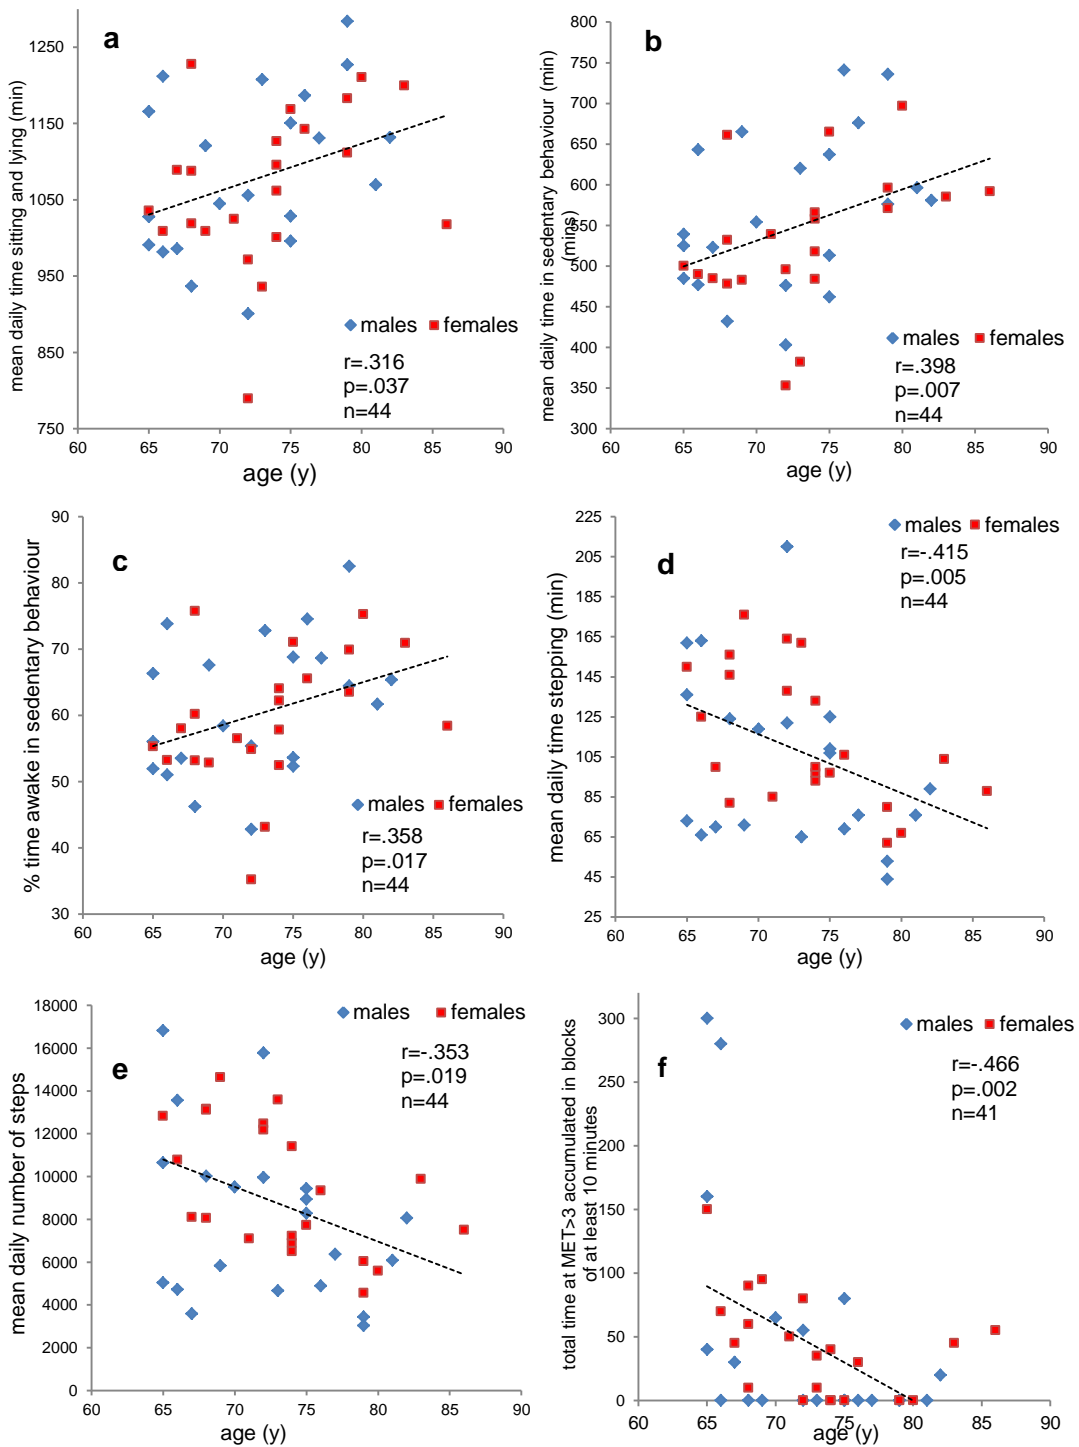 a
1250
1150
1050
950
850
750
60
65
70
75
80
85
90
mean daily time sitting and lying (min)
age (y)
males
females
r=.316
p=.037
n=44
b
800
700
650
600
550
500
450
400
350
300
60
65
70
75
80
85
90
mean daily time in sedentary behaviour (min)
(mins)
age (y)
males
females
r=.398
p=.007
n=44
c
90
80
70
60
50
40
30
60
65
70
75
80
85
90
% time awake in sedentary behaviour
age (y)
males
females
r=.358
p=.017
n=44
d
225
205
185
165
145
125
105
85
65
45
25
60
65
70
75
80
85
90
mean daily time stepping (min)
age (y)
males
females
r=-.415
p=.005
n=44
e
18000
16000
14000
12000
10000
8000
6000
4000
2000
0
60
65
70
75
80
85
90
mean daily number of steps
age (y)
males
females
r=-.353
p=.019
n=44
f
300
250
200
150
100
50
0
60
65
70
75
80
85
90
total time at MET>3 accumulated in blocks
of at least 10 minutes
age (y)
males
females
r=-.466
p=.002
n=41